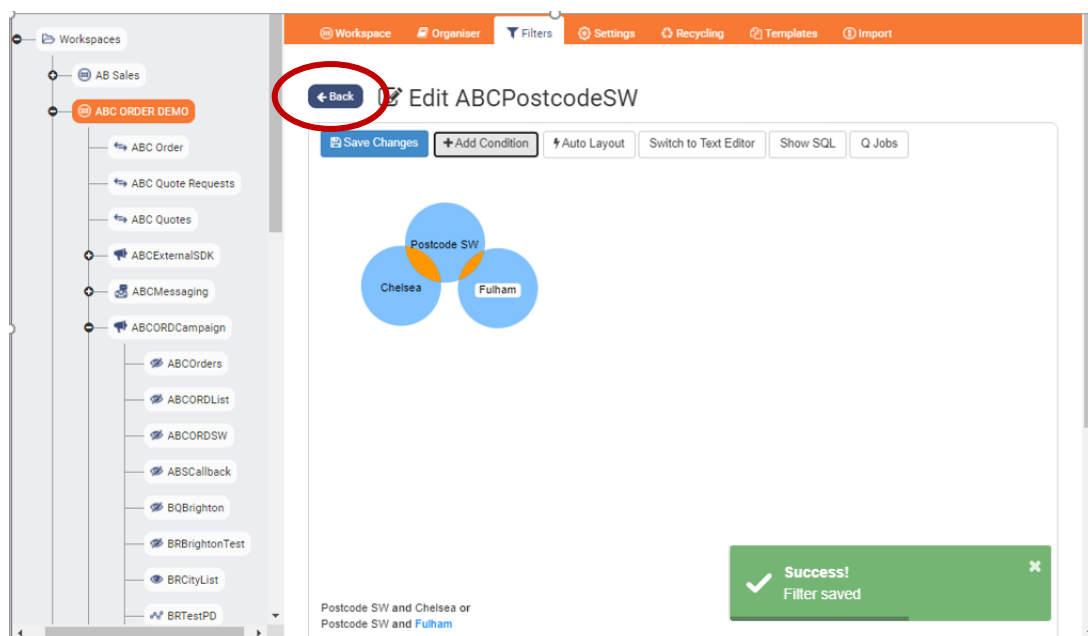 Workspaces
AB Sales
ABC ORDER DEMO
ABC Order
ABC Quote Requests
ABC Quotes
ABCExternalSDK
ABCMessaging
ABCORDCampaign
ABCOrders
ABCORDList
ABCORDSW
ABSCallback
BQBrighton
BRBrightonTest
BRCityList
BRTestPD
Workspace Organiser Filters Settings Recycling Templates Import
Back Edit ABCPostcodeSW
Save Changes +Add Condition Auto Layout Switch to Text Editor Show SQL Q Jobs
Postcode SW
Chelsea
Fulham
Postcode SW and Chelsea or
Postcode SW and Fulham
Success!
Filter saved